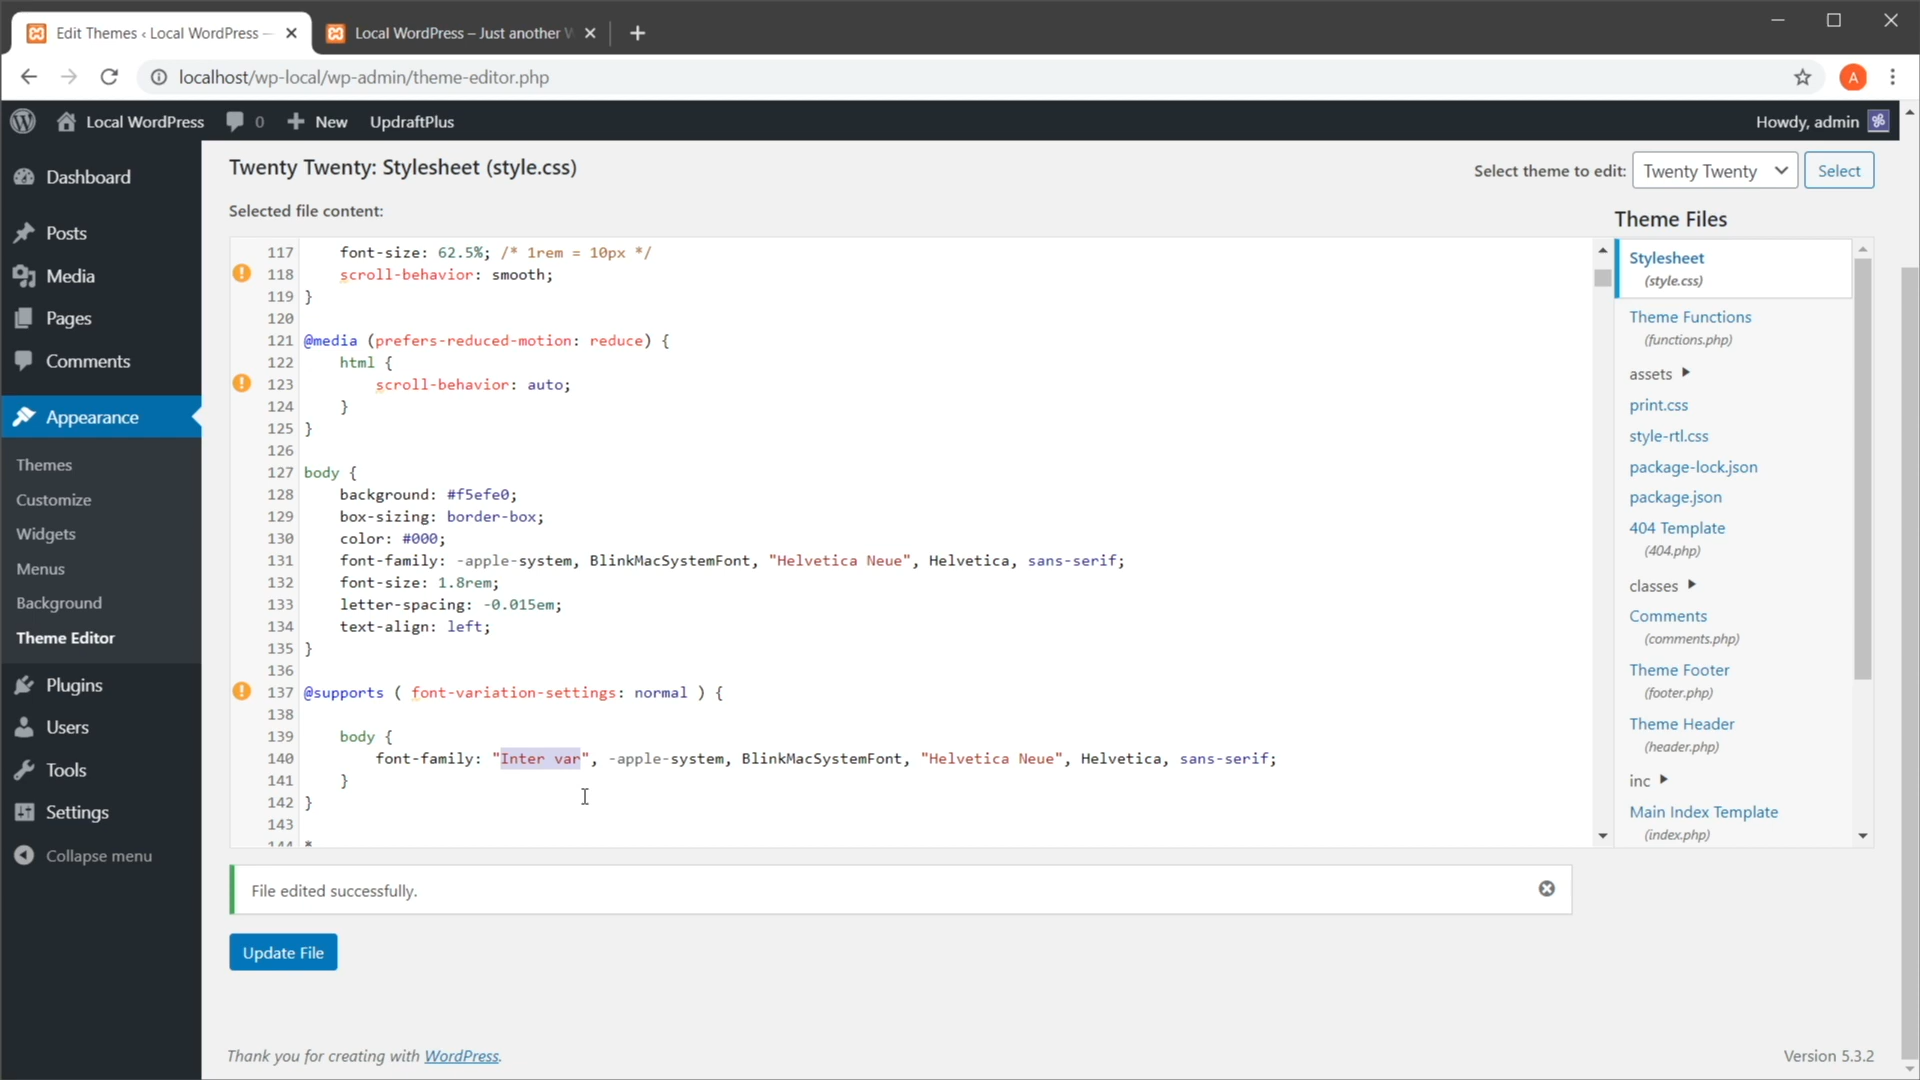 Edit Themes ‹ Local WordPress —
Local WordPress – Just another W
localhost/wp-local/wp-admin/theme-editor.php
A
Local WordPress
0
New
UpdraftPlus
Howdy, admin
Dashboard
Posts
Media
Pages
Comments
Appearance
Themes
Customize
Widgets
Menus
Background
Theme Editor
Plugins
Users
Tools
Settings
Collapse menu
Twenty Twenty: Stylesheet (style.css)
Select theme to edit:
Twenty Twenty
Select
Selected file content:
117 font-size: 62.5%; /* 1rem = 10px */
118 scroll-behavior: smooth;
119 }
120
121 @media (prefers-reduced-motion: reduce) {
122 html {
123 scroll-behavior: auto;
124 }
125 }
126
127 body {
128 background: #f5efe0;
129 box-sizing: border-box;
130 color: #000;
131 font-family: -apple-system, BlinkMacSystemFont, "Helvetica Neue", Helvetica, sans-serif;
132 font-size: 1.8rem;
133 letter-spacing: -0.015em;
134 text-align: left;
135 }
136
137 @supports ( font-variation-settings: normal ) {
138
139 body {
140 font-family: "Inter var", -apple-system, BlinkMacSystemFont, "Helvetica Neue", Helvetica, sans-serif;
141 }
142 }
143
144 *
Theme Files
Stylesheet
(style.css)
Theme Functions
(functions.php)
assets
print.css
style-rtl.css
package-lock.json
package.json
404 Template
(404.php)
classes
Comments
(comments.php)
Theme Footer
(footer.php)
Theme Header
(header.php)
inc
Main Index Template
(index.php)
File edited successfully.
Update File
Thank you for creating with WordPress.
Version 5.3.2